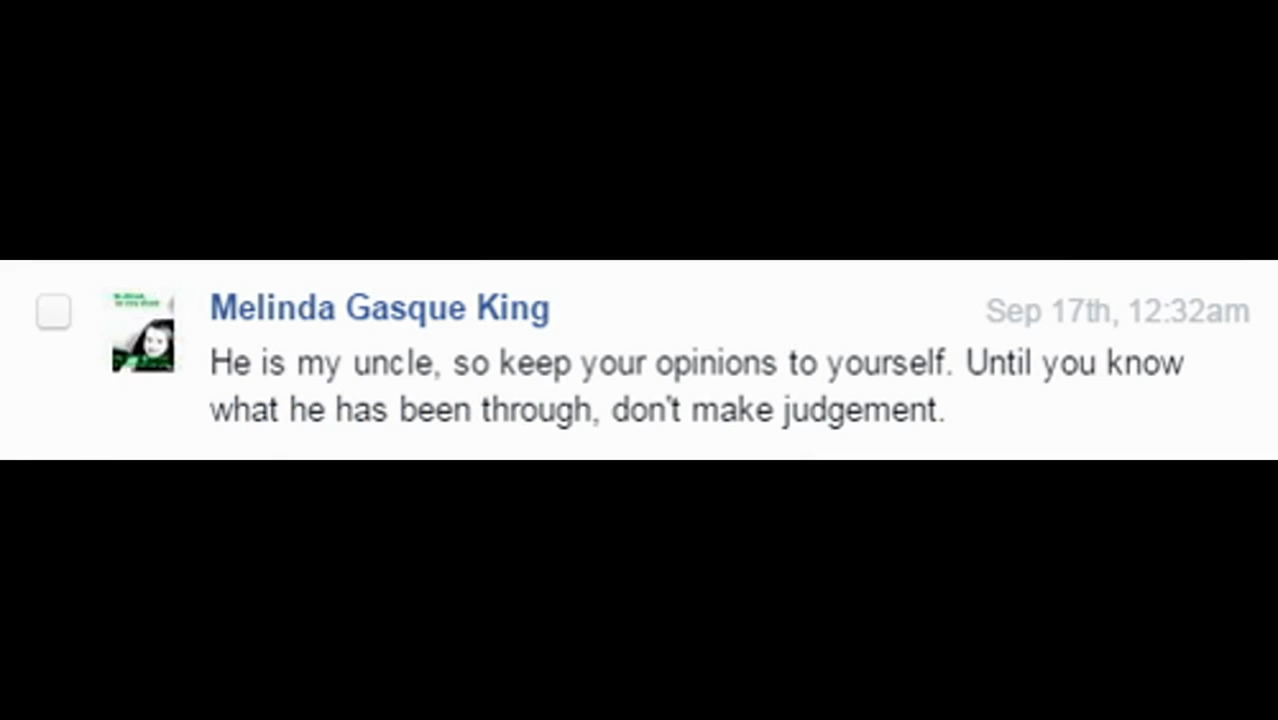 Melinda Gasque King
Sep 17th, 12:32am
He is my uncle, so keep your opinions to yourself. Until you know
what he has been through, don't make judgement.